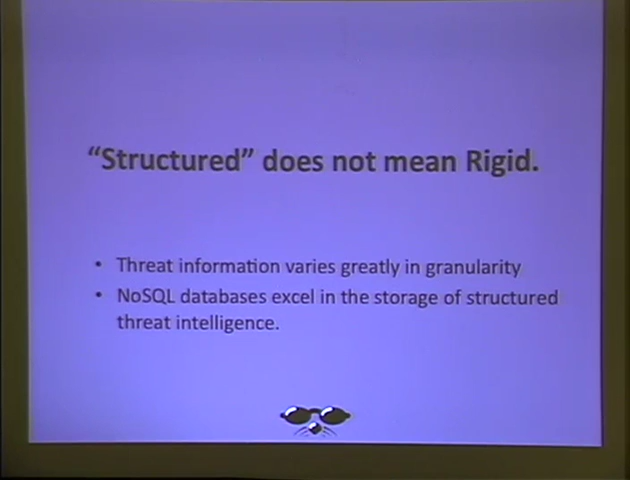 “Structured” does not mean Rigid.
• Threat information varies greatly in granularity
• NoSQL databases excel in the storage of structured
threat intelligence.